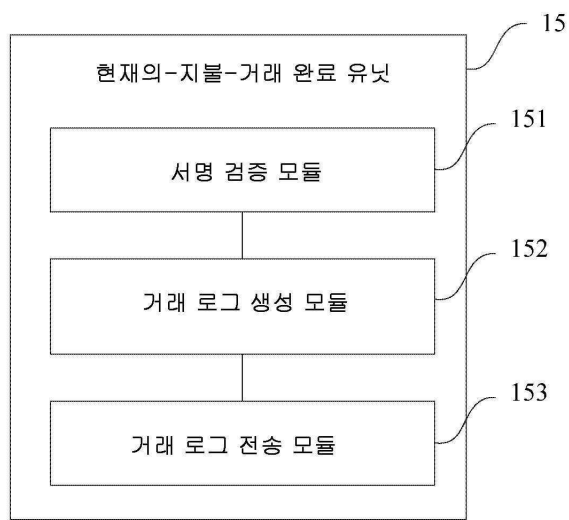 15
현재의-지불-거래 완료 유닛
151
서명 검증 모듈
152
거래 로그 생성 모듈
153
거래 로그 전송 모듈